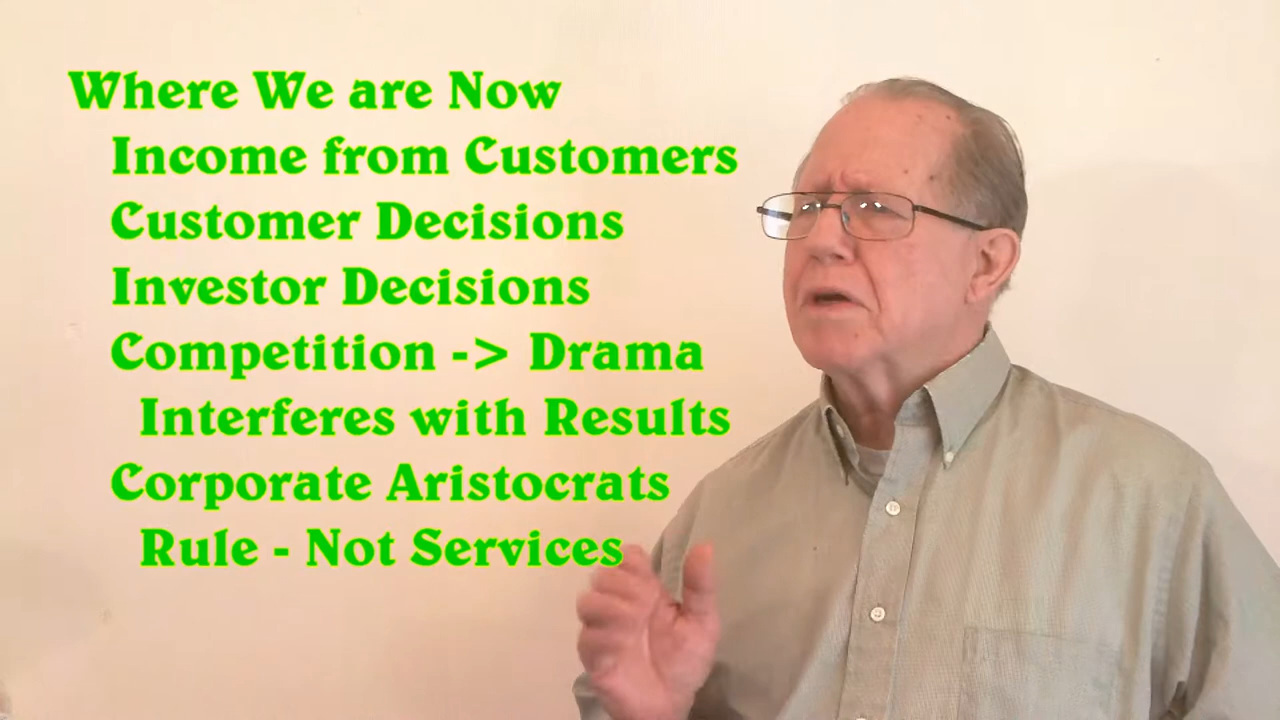 Where We are Now
Income from Customers
Customer Decisions
Investor Decisions
Competition -> Drama
Interferes with Results
Corporate Aristocrats
Rule - Not Services